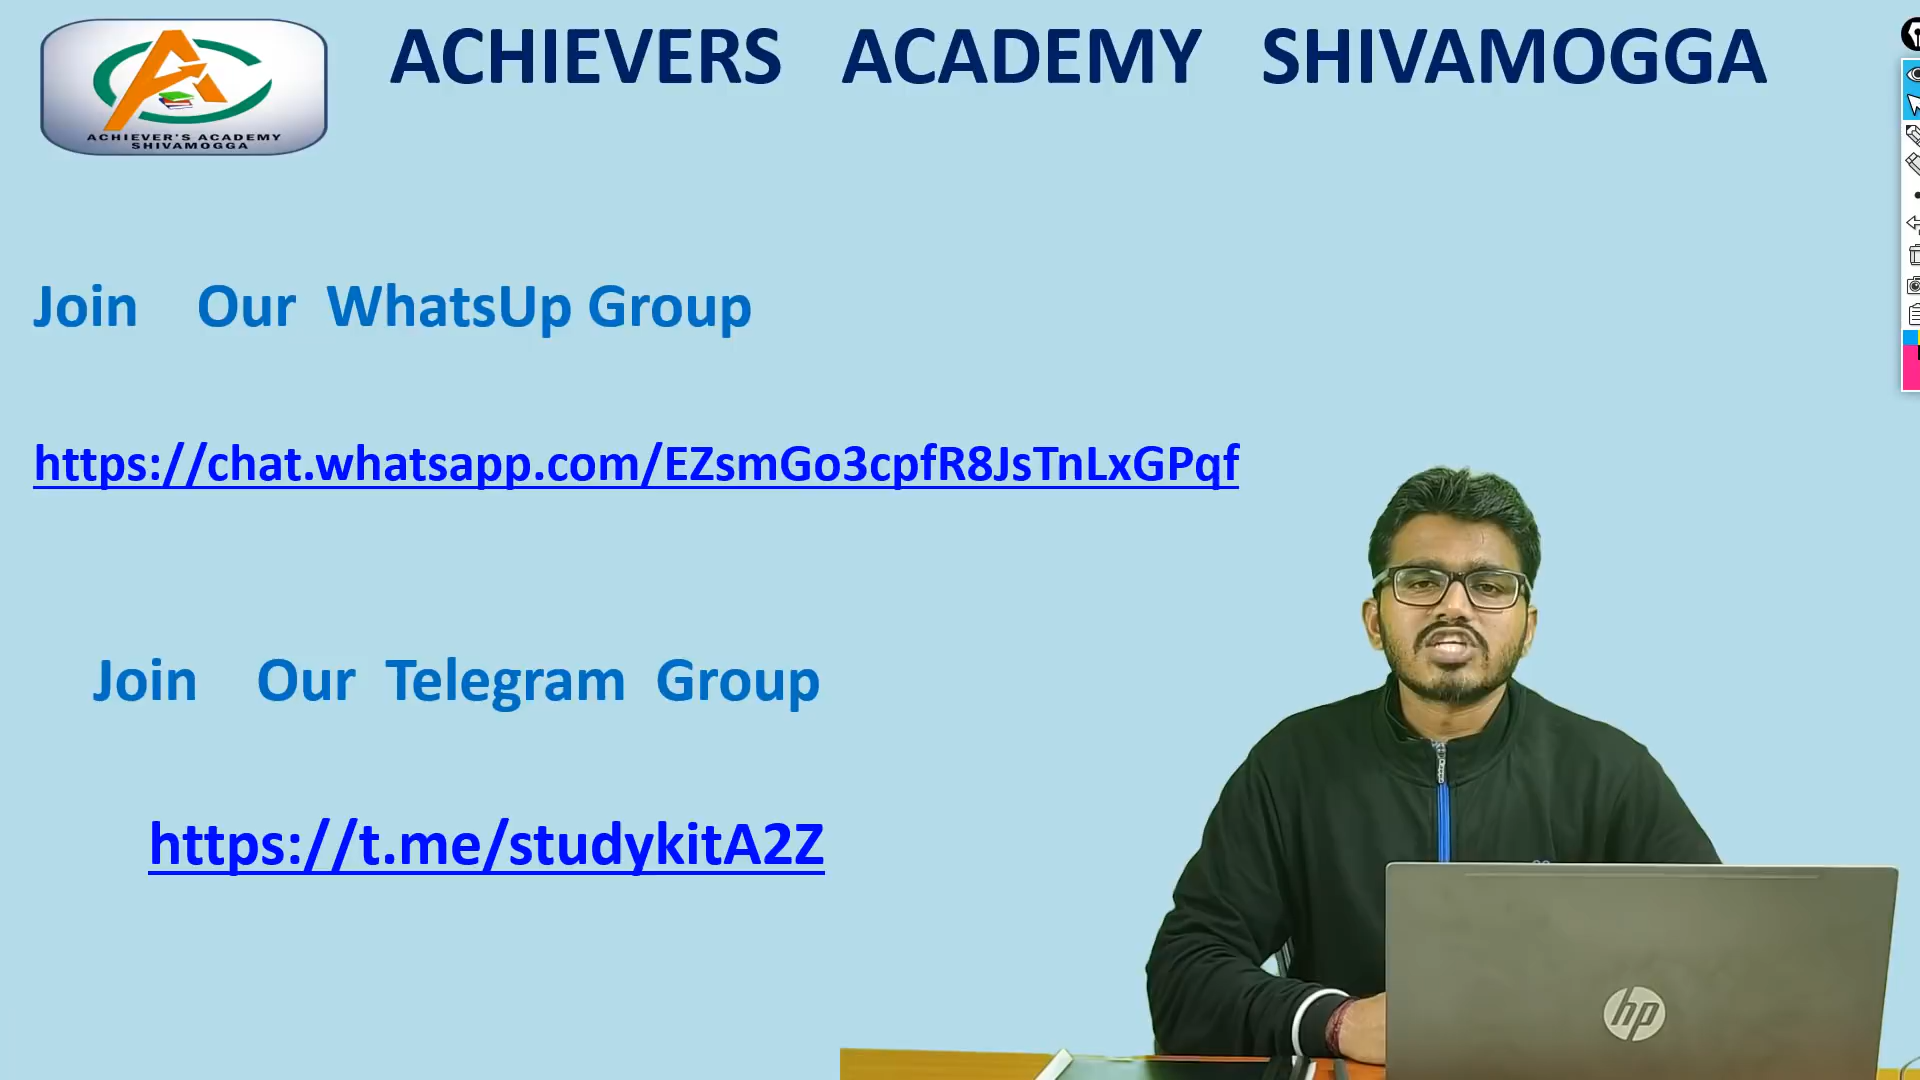 ACHIEVERS ACADEMY SHIVAMOGGA
ACHIEVER'S ACADEMY
SHIVAMOGGA
Join Our WhatsUp Group
https://chat.whatsapp.com/EZsmGo3cpfR8JsTnLxGPqf
Join Our Telegram Group
https://t.me/studykitA2Z
hp